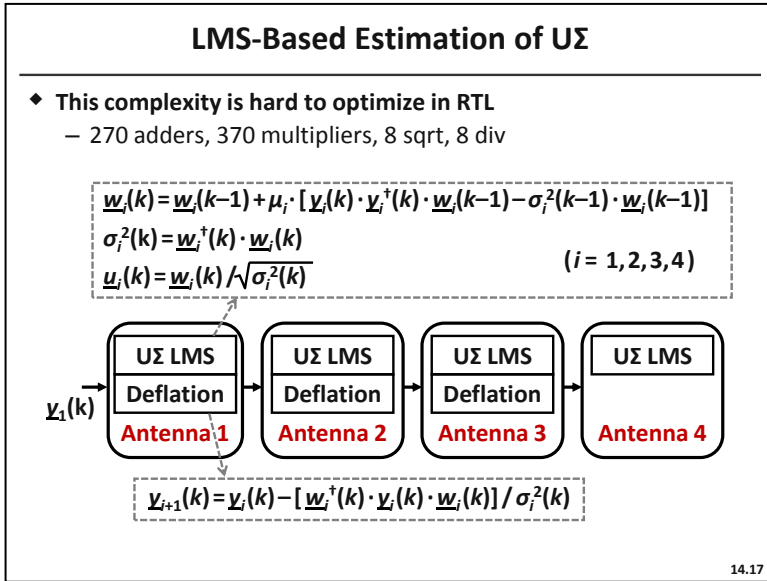 LMS-Based Estimation of UΣ
◆ This complexity is hard to optimize in RTL
– 270 adders, 370 multipliers, 8 sqrt, 8 div
w_i(k) = w_i(k–1) + μ_i · [ y_i(k) · y_i†(k) · w_i(k–1) – σ_i²(k–1) · w_i(k–1)]
σ_i²(k) = w_i†(k) · w_i(k)
u_i(k) = w_i(k) / √σ_i²(k)
(i = 1, 2, 3, 4)
UΣ LMS
Deflation
Antenna 1
UΣ LMS
Deflation
Antenna 2
UΣ LMS
Deflation
Antenna 3
UΣ LMS
Antenna 4
y_1(k)
y_{i+1}(k) = y_i(k) – [ w_i†(k) · y_i(k) · w_i(k)] / σ_i²(k)
14.17